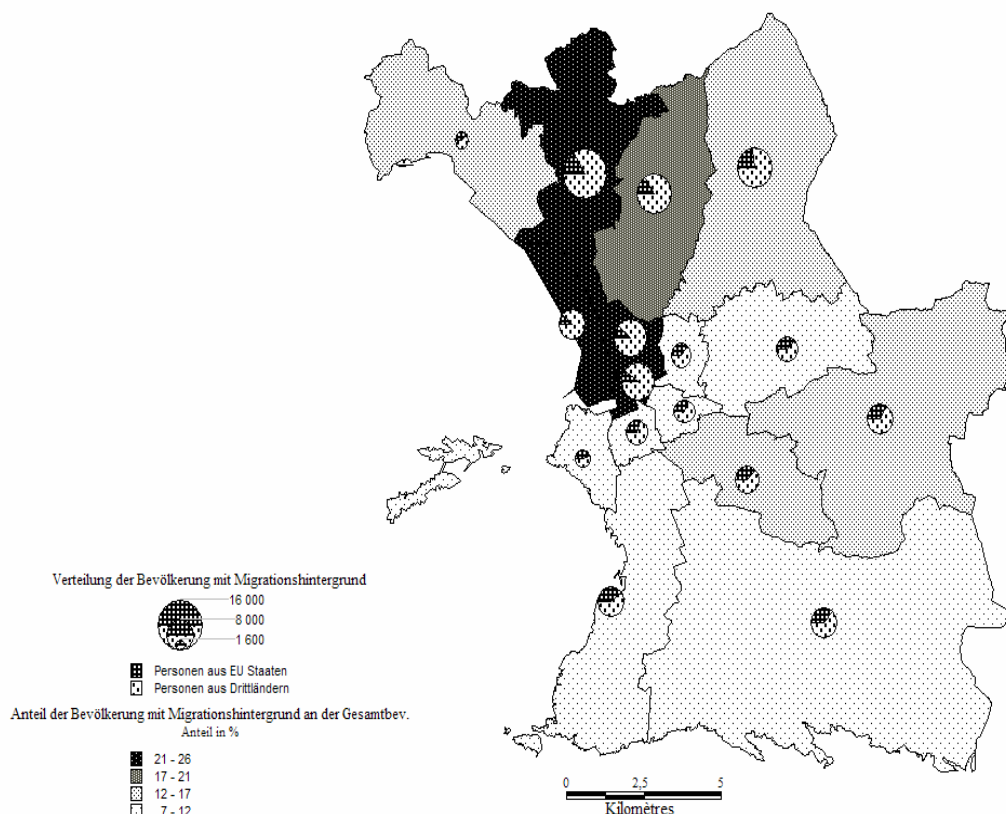 Verteilung der Bevölkerung mit Migrationshintergrund
16 000
8 000
1 600
Personen aus EU Staaten
Personen aus Drittländern
Anteil der Bevölkerung mit Migrationshintergrund an der Gesamtbev.
Anteil in %
21 - 26
17 - 21
12 - 17
7 - 12
0 2,5 5
Kilomètres